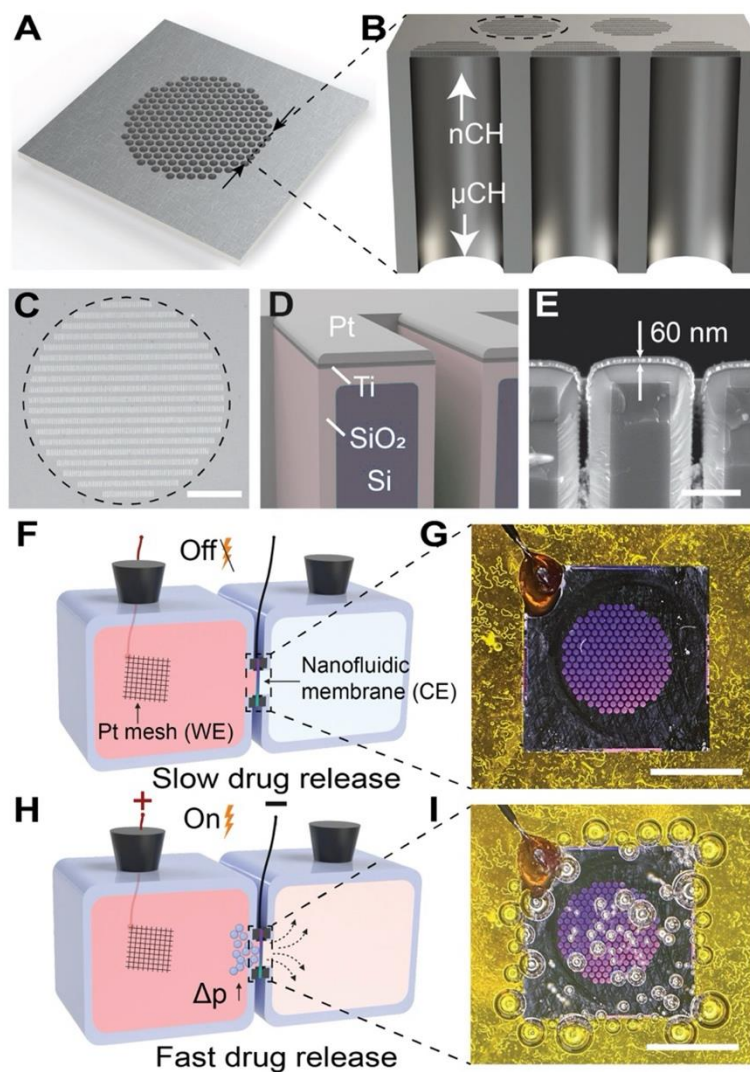 A
B
nCH
µCH
C
D
Pt
Ti
SiO₂
Si
E
60 nm
F
Off
Nanofluidic
membrane (CE)
Pt mesh (WE)
Slow drug release
G
H
+
On
−
Δp ↑
Fast drug release
I